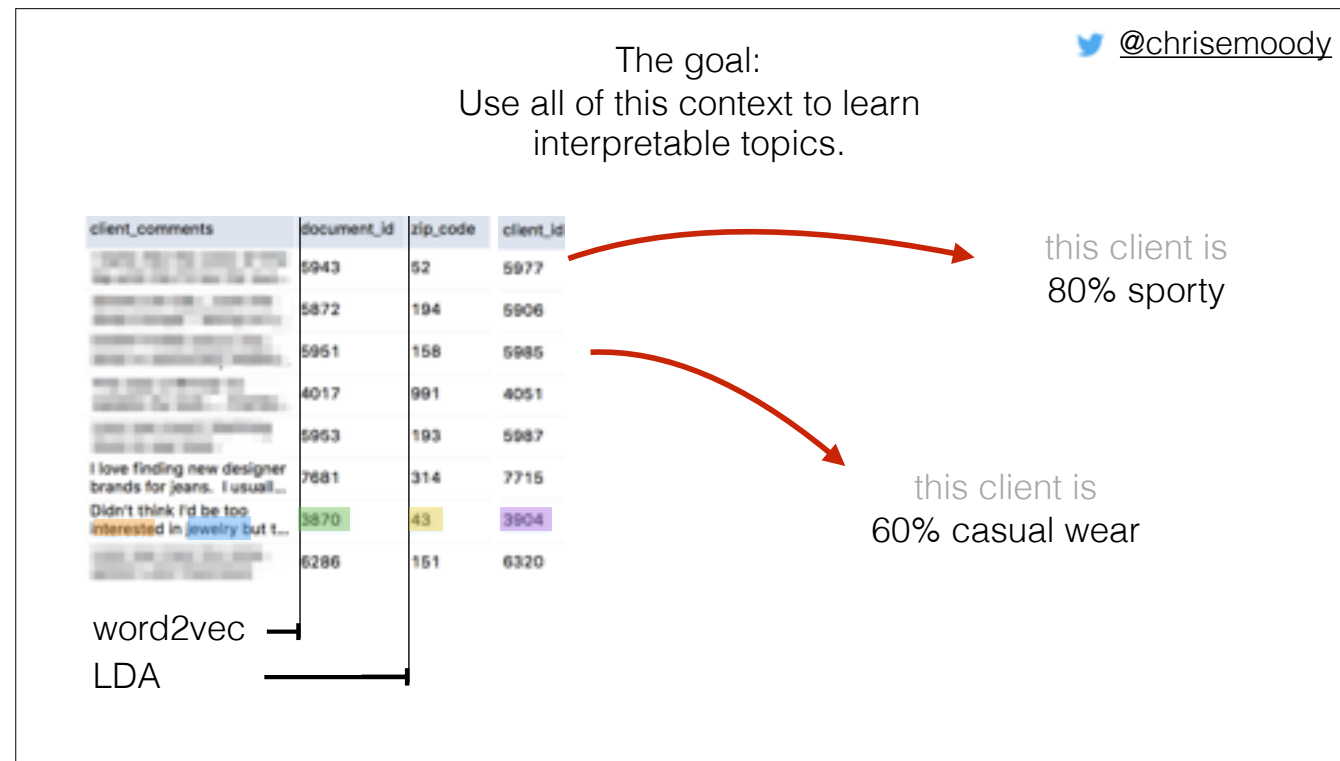 @chrisemoody
The goal:
Use all of this context to learn
interpretable topics.
client_comments document_id zip_code client_id
5943 52 5977
5872 194 5906
5951 158 5985
4017 991 4051
5953 193 5987
I love finding new designer
brands for jeans. I usuall... 7681 314 7715
Didn't think I'd be too
interested in jewelry but t... 3870 43 3904
6286 151 6320
this client is
80% sporty
this client is
60% casual wear
word2vec
LDA